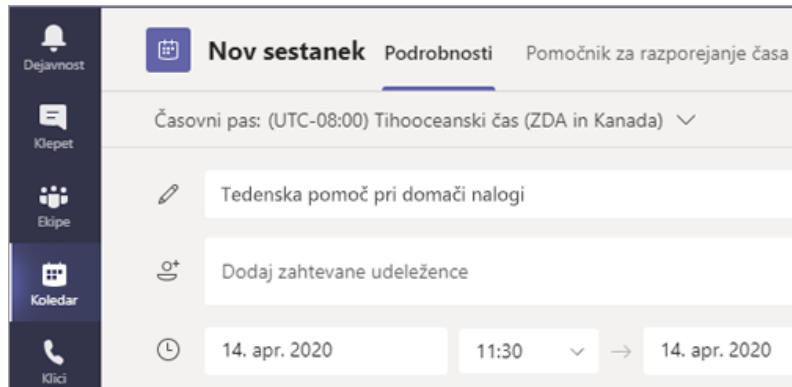 Dejavnost
Klepet
Ekipe
Koledar
Klici
Nov sestanek Podrobnosti Pomočnik za razporejanje časa
Časovni pas: (UTC-08:00) Tihooceanski čas (ZDA in Kanada)
Tedenska pomoč pri domači nalogi
Dodaj zahtevane udeležence
14. apr. 2020 11:30 → 14. apr. 2020